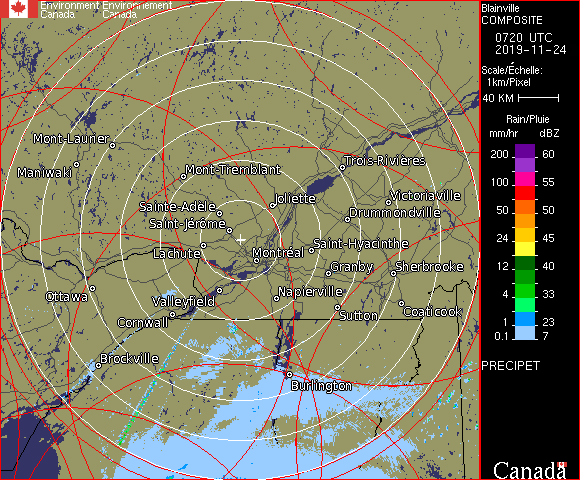 Environment Environnement
Canada Canada
Blainville
COMPOSITE
0720 UTC
2019-11-24
Scale/Échelle:
1km/Pixel
40 KM
Rain/Pluie
mm/hr dBZ
200 60
100 55
50 50
24 45
12 40
4 33
1 23
0.1 7
PRECIPET
Canada
Mont-Laurier
Maniwaki
Mont-Tremblant
Trois-Rivières
Joliette
Victoriaville
Sainte-Adèle
Drummondville
Saint-Jérôme
Saint-Hyacinthe
Lachute
Montréal
Granby
Sherbrooke
Ottawa
Valleyfield
Napierville
Cornwall
Sutton
Coaticook
Brockville
Burlington